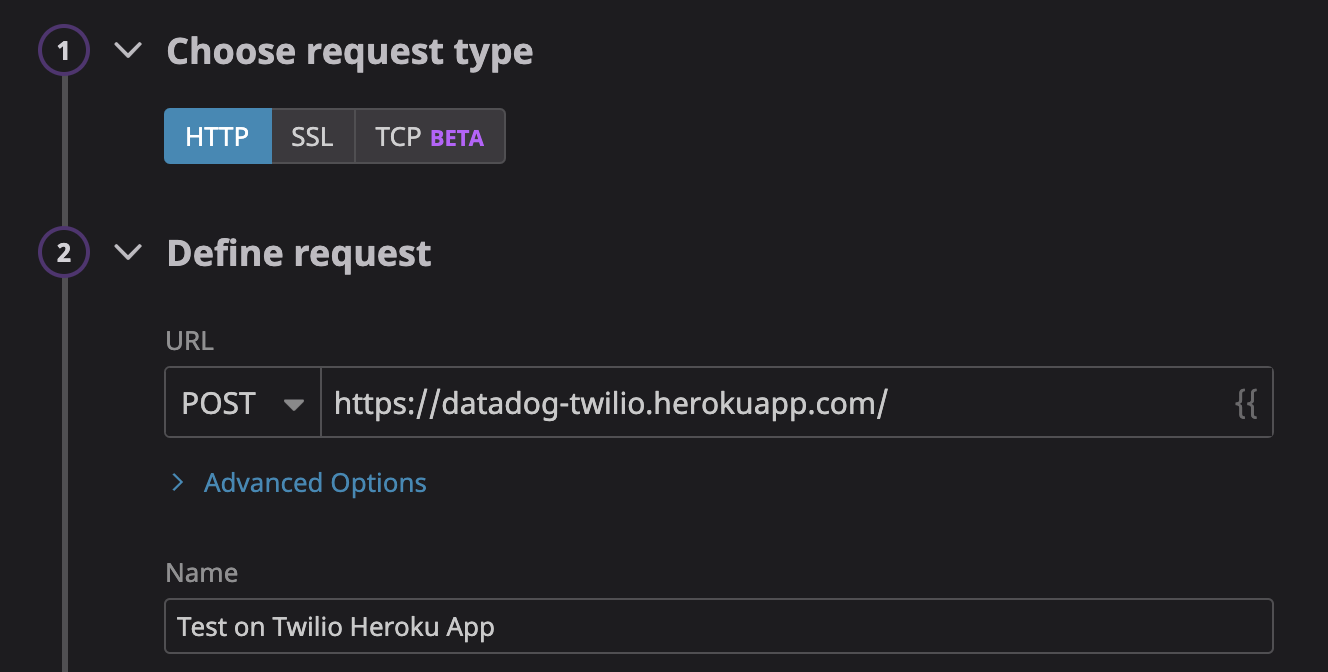 1 Choose request type
HTTP SSL TCP BETA
2 Define request
URL
POST https://datadog-twilio.herokuapp.com/ {{
Advanced Options
Name
Test on Twilio Heroku App